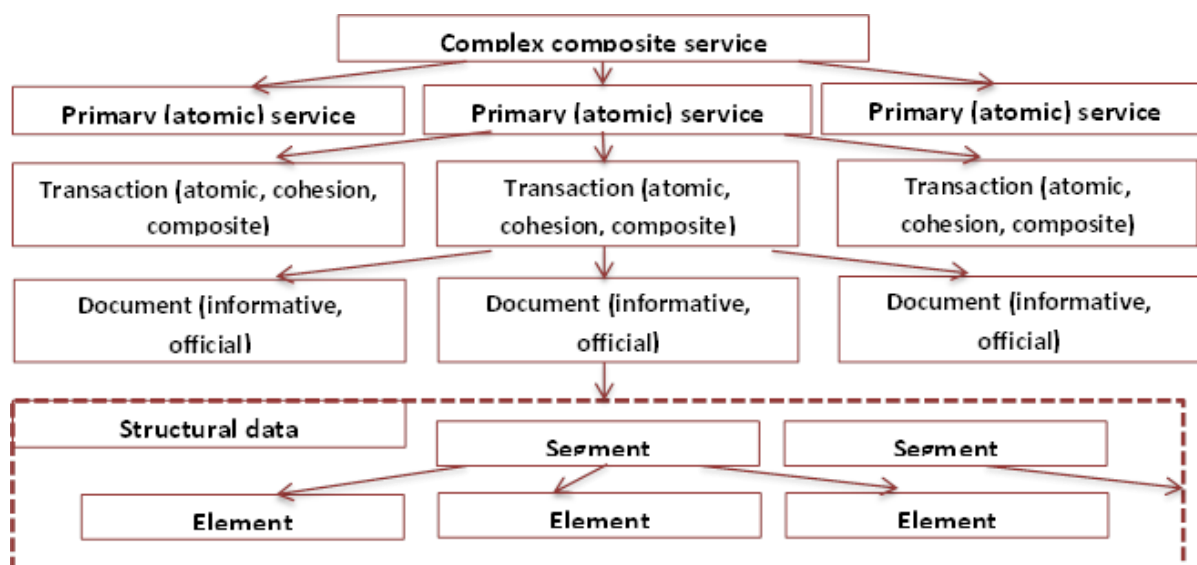 Complex composite service
Primary (atomic) service
Primary (atomic) service
Primary (atomic) service
Transaction (atomic, cohesion,
composite)
Transaction (atomic,
cohesion, composite)
Transaction (atomic,
cohesion, composite)
Document (informative,
official)
Document (informative,
official)
Document (informative,
official)
Structural data
Segment
Segment
Element
Element
Element